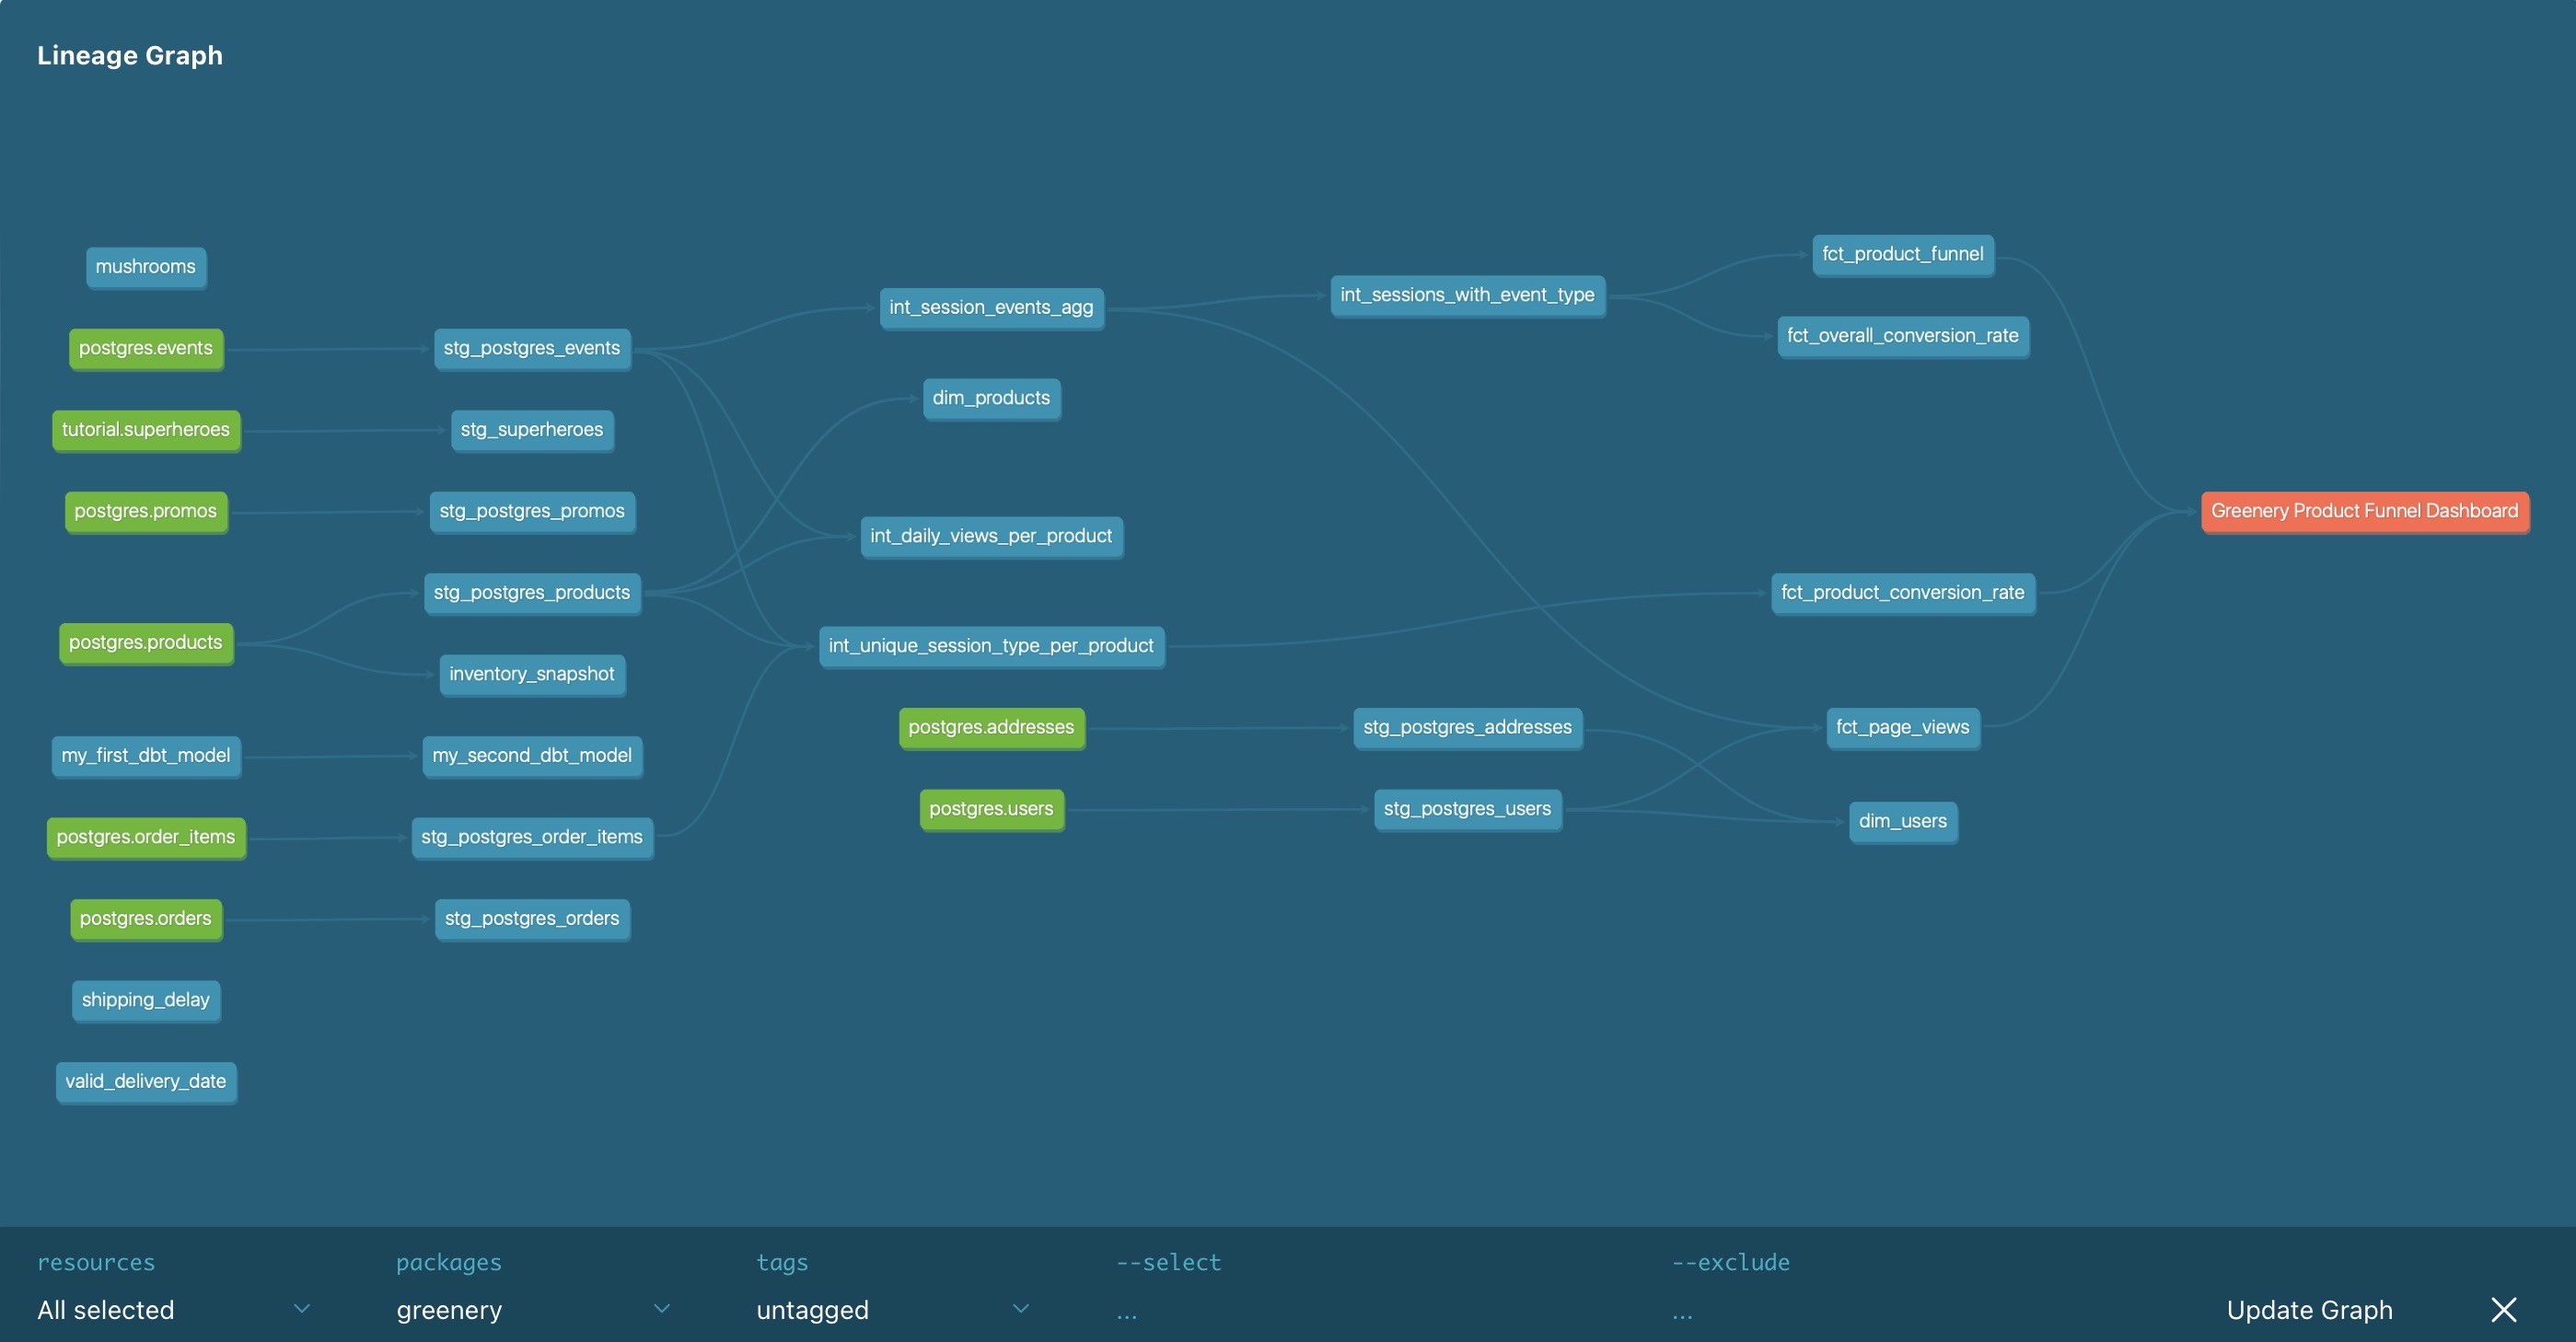 Lineage Graph
mushrooms
postgres.events
tutorial.superheroes
postgres.promos
postgres.products
my_first_dbt_model
postgres.order_items
postgres.orders
shipping_delay
valid_delivery_date
stg_postgres_events
stg_superheroes
stg_postgres_promos
stg_postgres_products
inventory_snapshot
my_second_dbt_model
stg_postgres_order_items
stg_postgres_orders
int_session_events_agg
dim_products
int_daily_views_per_product
int_unique_session_type_per_product
postgres.addresses
postgres.users
int_sessions_with_event_type
stg_postgres_addresses
stg_postgres_users
fct_product_funnel
fct_overall_conversion_rate
fct_product_conversion_rate
fct_page_views
dim_users
Greenery Product Funnel Dashboard
resources
All selected
packages
greenery
tags
untagged
--select
...
--exclude
...
Update Graph